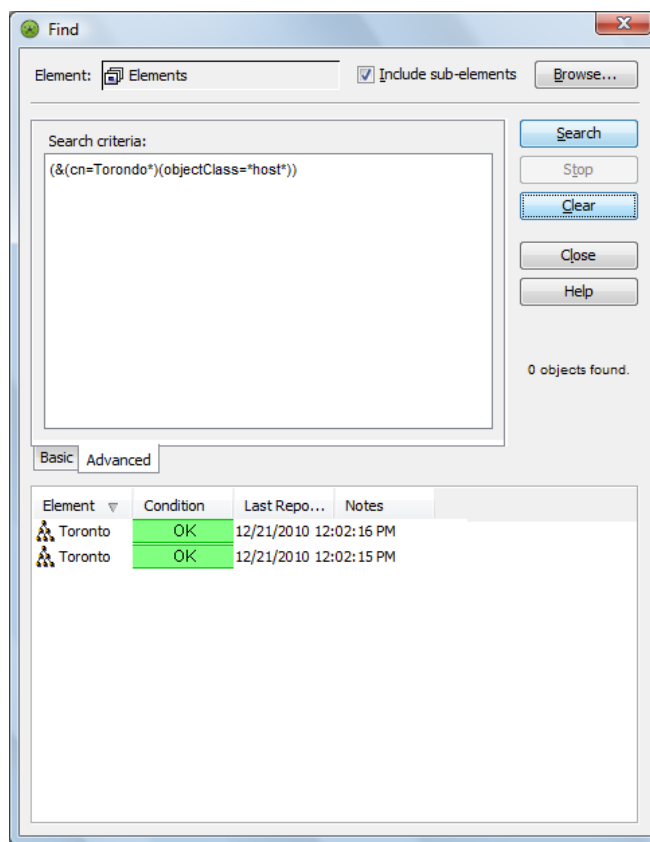 Find
Element: Elements Include sub-elements Browse...
Search criteria:
(&(cn=Torondo*)(objectClass=*host*))
Search
Stop
Clear
Close
Help
0 objects found.
Basic Advanced
Element Condition Last Repo... Notes
Toronto OK 12/21/2010 12:02:16 PM
Toronto OK 12/21/2010 12:02:15 PM